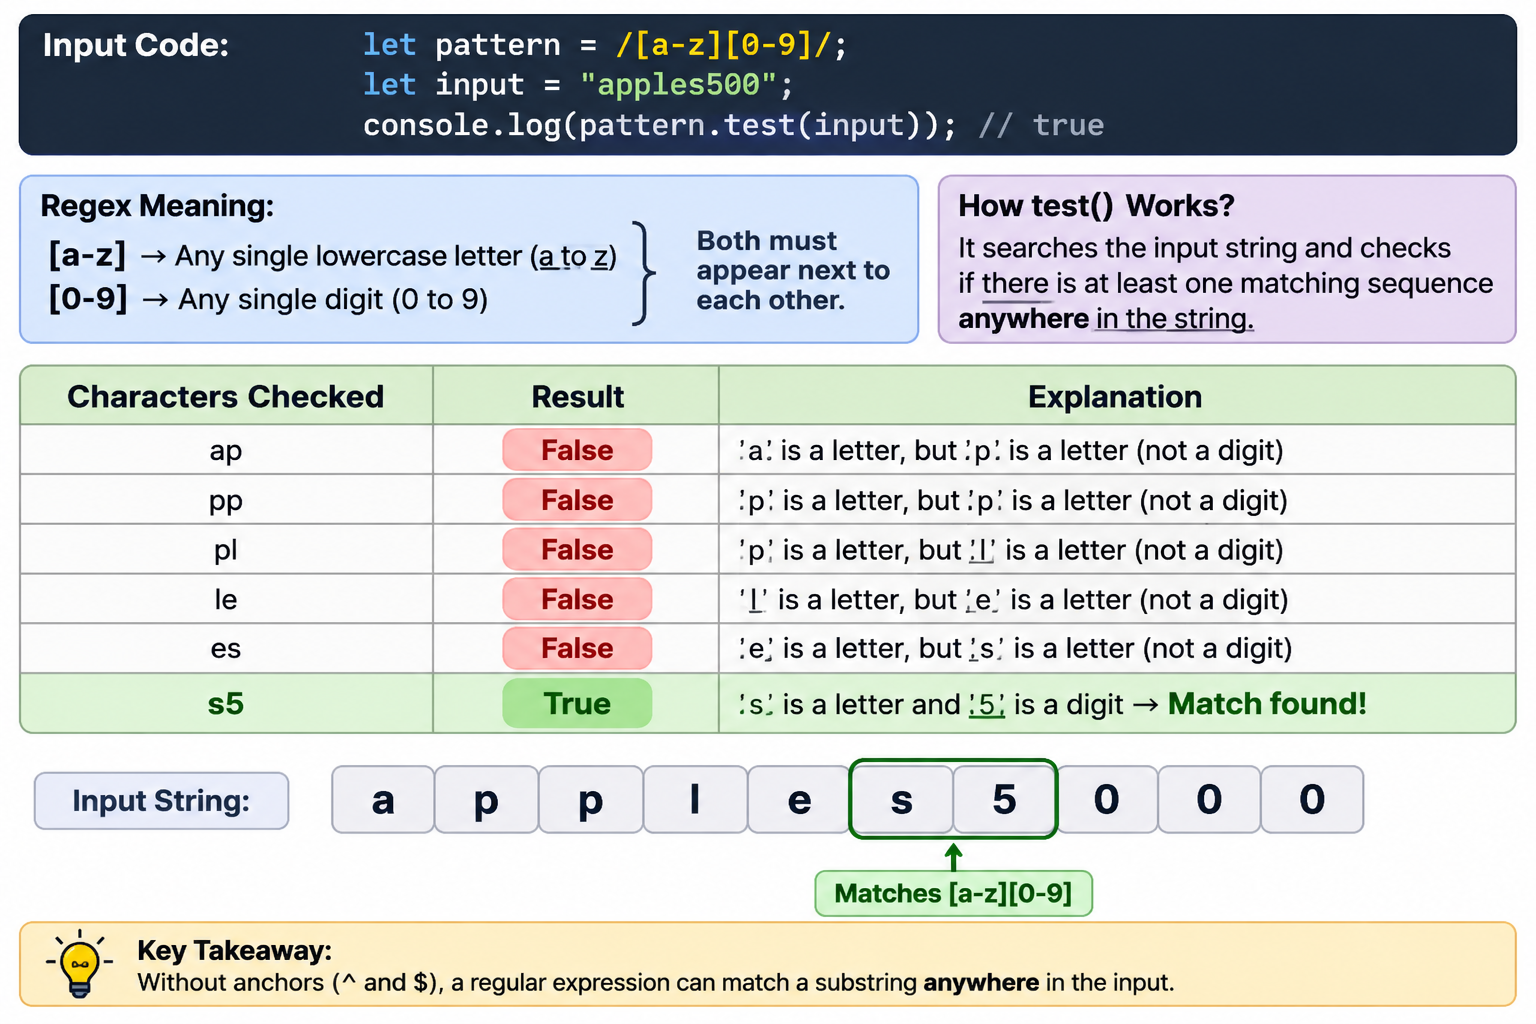 Input Code:
let pattern = /[a-z][0-9]/;
let input = "apples500";
console.log(pattern.test(input)); // true
Regex Meaning:
[a-z] → Any single lowercase letter (a to z)
[0-9] → Any single digit (0 to 9)
Both must
appear next to
each other.
How test() Works?
It searches the input string and checks
if there is at least one matching sequence
anywhere in the string.
Characters Checked Result Explanation
ap False 'a' is a letter, but 'p' is a letter (not a digit)
pp False 'p' is a letter, but 'p' is a letter (not a digit)
pl False 'p' is a letter, but 'l' is a letter (not a digit)
le False 'l' is a letter, but 'e' is a letter (not a digit)
es False 'e' is a letter, but 's' is a letter (not a digit)
s5 True 's' is a letter and '5' is a digit → Match found!
Input String: a p p l e s 5 0 0 0
Matches [a-z][0-9]
Key Takeaway:
Without anchors (^ and $), a regular expression can match a substring anywhere in the input.